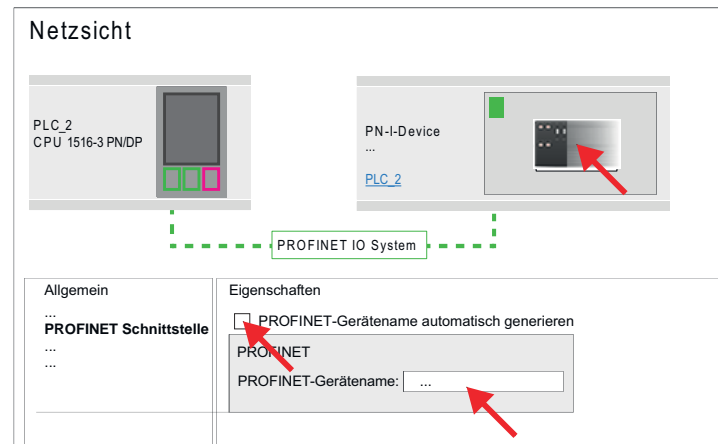 Netzsicht
PLC_2
CPU 1516-3 PN/DP
PN-I-Device
...
PLC_2
PROFINET IO System
Allgemein
...
PROFINET Schnittstelle
...
...
Eigenschaften
PROFINET-Gerätename automatisch generieren
PROFINET
PROFINET-Gerätename: ...